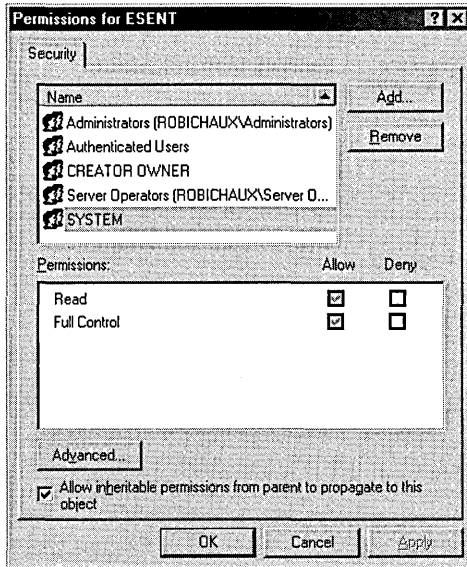 Permissions for ESENT
Security
Name
Administrators (ROBICHAUX\Administrators)
Authenticated Users
CREATOR OWNER
Server Operators (ROBICHAUX\Server O...
SYSTEM
Add...
Remove
Permissions: Allow Deny
Read
Full Control
Advanced...
Allow inheritable permissions from parent to propagate to this
object
OK Cancel Apply